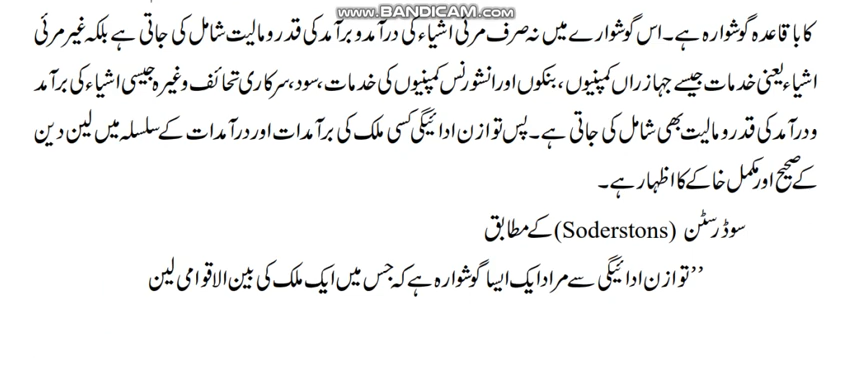 WWW.BANDICAM.COM
کا باقاعدہ گوشوارہ ہے۔ اس گوشوارے میں نہ صرف مرئی اشیاء کی درآمد و برآمد کی قدر و مالیت شامل کی جاتی ہے بلکہ غیر مرئی
اشیاء یعنی خدمات جیسے جہازراں کمپنیوں، بنکوں اور انشورنس کمپنیوں کی خدمات، سود، سرکاری تحائف وغیرہ جیسی اشیاء کی برآمد
و درآمد کی قدر و مالیت بھی شامل کی جاتی ہے۔ پس توازن ادائیگی کسی ملک کی برآمدات اور درآمدات کے سلسلہ میں لین دین
کے صحیح اور مکمل خاکے کا اظہار ہے۔
سوڈرسٹن (Soderstons) کے مطابق
’’توازن ادائیگی سے مراد ایک ایسا گوشوارہ ہے کہ جس میں ایک ملک کی بین الاقوامی لین